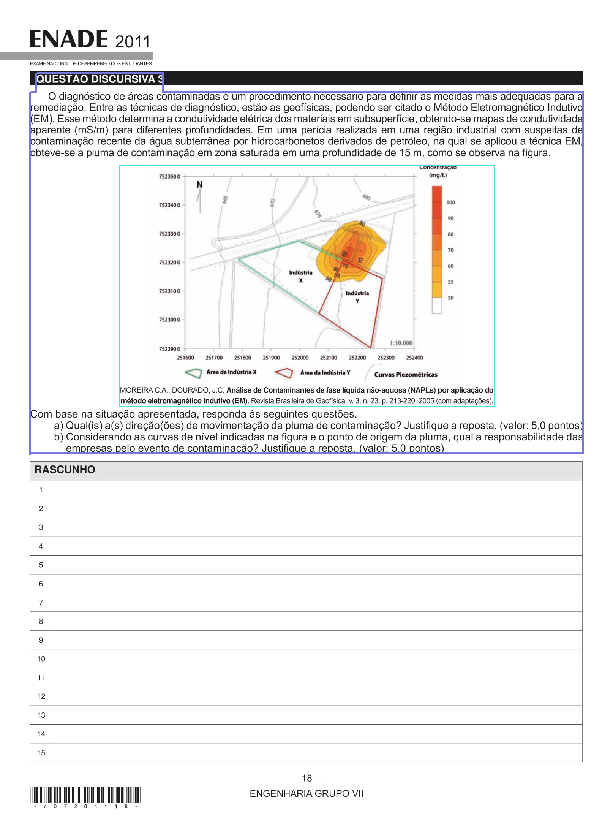 ENADE 2011
EXAME NACIONAL DE DESEMPENHO DOS ESTUDANTES
QUESTÃO DISCURSIVA 3
O diagnóstico de áreas contaminadas é um procedimento necessário para definir as medidas mais adequadas para a
remediação. Entre as técnicas de diagnóstico, estão as geofísicas, podendo ser citado o Método Eletromagnético Indutivo
(EM). Esse método determina a condutividade elétrica dos materiais em subsuperfície, obtendo-se mapas de condutividade
aparente (mS/m) para diferentes profundidades. Em uma perícia realizada em uma região industrial com suspeitas de
contaminação recente da água subterrânea por hidrocarbonetos derivados de petróleo, na qual se aplicou a técnica EM,
obteve-se a pluma de contaminação em zona saturada em uma profundidade de 15 m, como se observa na figura.
Concentração
(mg/L)
7523500
7523400
7523300
7523200
7523100
7523000
7522900
N
665
670
675
680
Indústria
X
Indústria
Y
1:10.000
100
90
80
70
60
55
50
251600 251700 251800 251900 252000 252100 252200 252300 252400
Área da Indústria X Área da Indústria Y Curvas Piezométricas
MOREIRA C.A, DOURADO, J.C. Análise de Contaminantes de fase líquida não-aquosa (NAPLs) por aplicação do
método eletromagnético indutivo (EM). Revista Brasileira de Geofísica, v. 3, n. 23, p. 213-220, 2005 (com adaptações).
Com base na situação apresentada, responda às seguintes questões.
a) Qual(is) a(s) direção(ões) da movimentação da pluma de contaminação? Justifique a reposta. (valor: 5,0 pontos)
b) Considerando as curvas de nível indicadas na figura e o ponto de origem da pluma, qual a responsabilidade das
empresas pelo evento de contaminação? Justifique a reposta. (valor: 5,0 pontos)
RASCUNHO
1
2
3
4
5
6
7
8
9
10
11
12
13
14
15
18
ENGENHARIA GRUPO VII